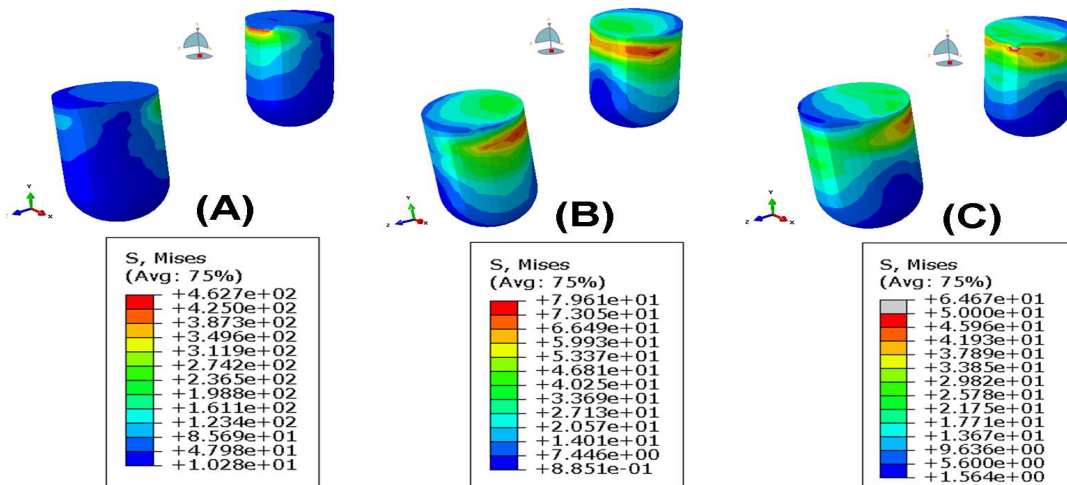 Y
X
(A)
Y
Z
X
(B)
Y
Z
X
(C)
S, Mises
(Avg: 75%)
+4.627e+02
+4.250e+02
+3.873e+02
+3.496e+02
+3.119e+02
+2.742e+02
+2.365e+02
+1.988e+02
+1.611e+02
+1.234e+02
+8.569e+01
+4.798e+01
+1.028e+01
S, Mises
(Avg: 75%)
+7.961e+01
+7.305e+01
+6.649e+01
+5.993e+01
+5.337e+01
+4.681e+01
+4.025e+01
+3.369e+01
+2.713e+01
+2.057e+01
+1.401e+01
+7.446e+00
+8.851e-01
S, Mises
(Avg: 75%)
+6.467e+01
+5.000e+01
+4.596e+01
+4.193e+01
+3.789e+01
+3.385e+01
+2.982e+01
+2.578e+01
+2.175e+01
+1.771e+01
+1.367e+01
+9.636e+00
+5.600e+00
+1.564e+00